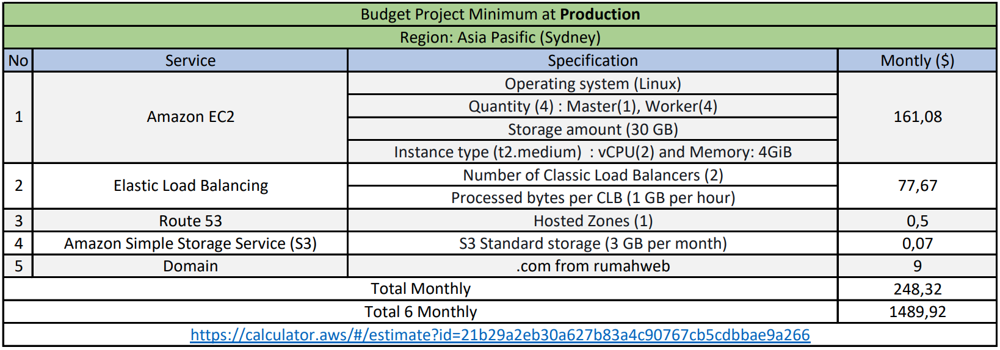 Budget Project Minimum at Production
Region: Asia Pasific (Sydney)
No Service Specification Montly ($)
1 Amazon EC2 Operating system (Linux) 161,08
Quantity (4) : Master(1), Worker(4)
Storage amount (30 GB)
Instance type (t2.medium) : vCPU(2) and Memory: 4GiB
2 Elastic Load Balancing Number of Classic Load Balancers (2) 77,67
Processed bytes per CLB (1 GB per hour)
3 Route 53 Hosted Zones (1) 0,5
4 Amazon Simple Storage Service (S3) S3 Standard storage (3 GB per month) 0,07
5 Domain .com from rumahweb 9
Total Monthly 248,32
Total 6 Monthly 1489,92
https://calculator.aws/#/estimate?id=21b29a2eb30a627b83a4c90767cb5cdbbae9a266